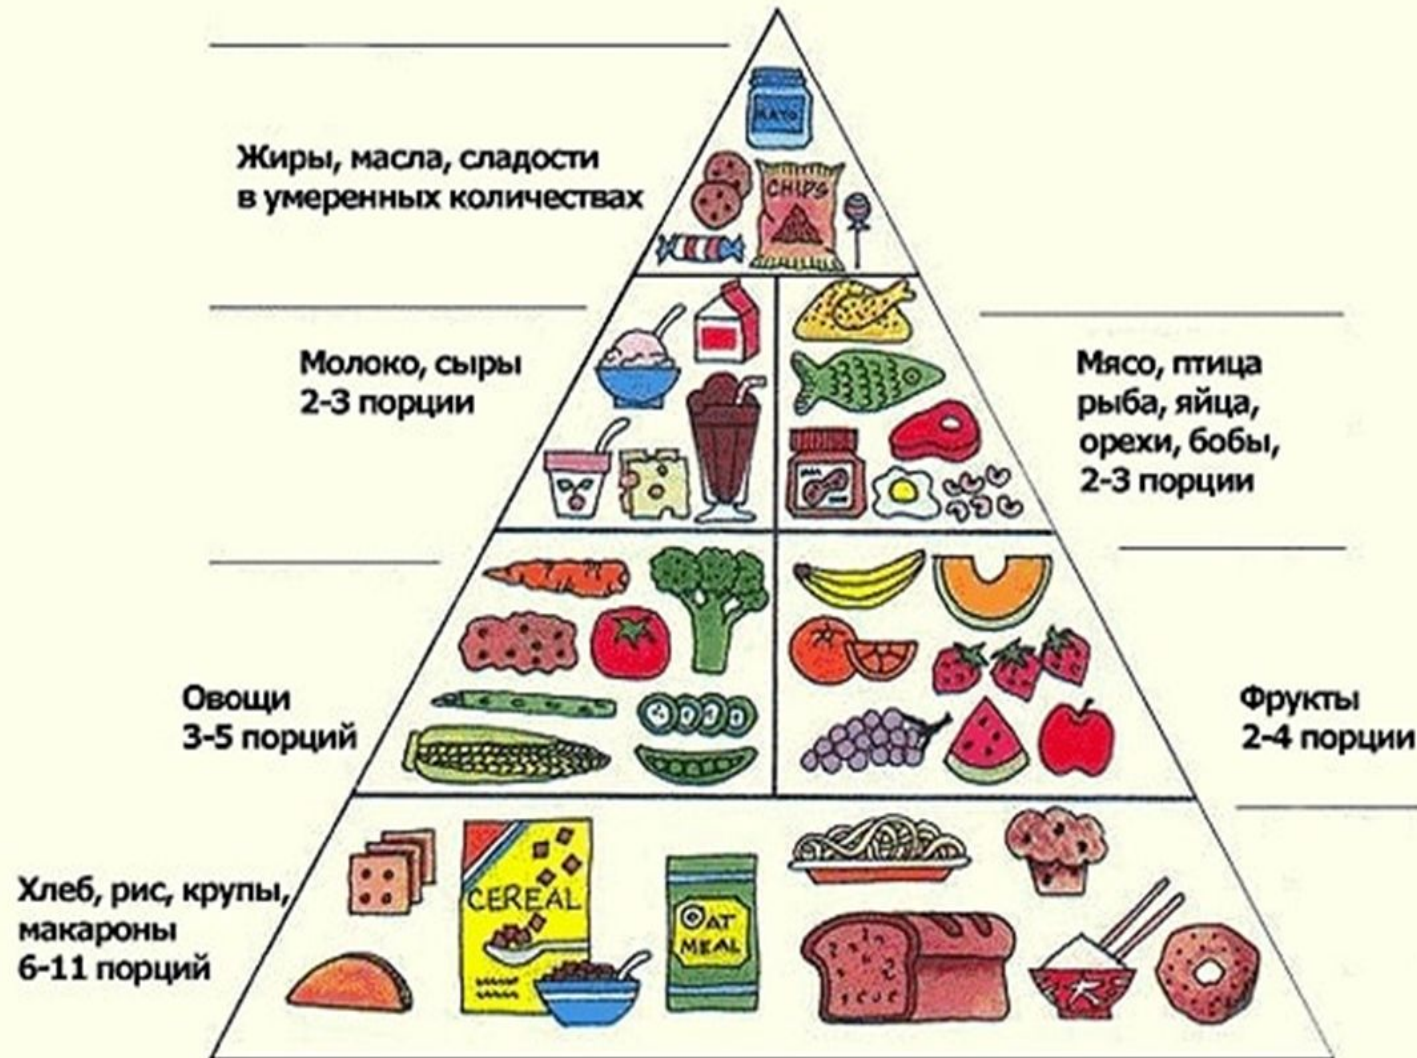 MAYO
CHIPS
Жиры, масла, сладости
в умеренных количествах
Молоко, сыры
2-3 порции
Мясо, птица
рыба, яйца,
орехи, бобы,
2-3 порции
Овощи
3-5 порций
Фрукты
2-4 порции
Хлеб, рис, крупы,
макароны
6-11 порций
CEREAL
OAT
MEAL